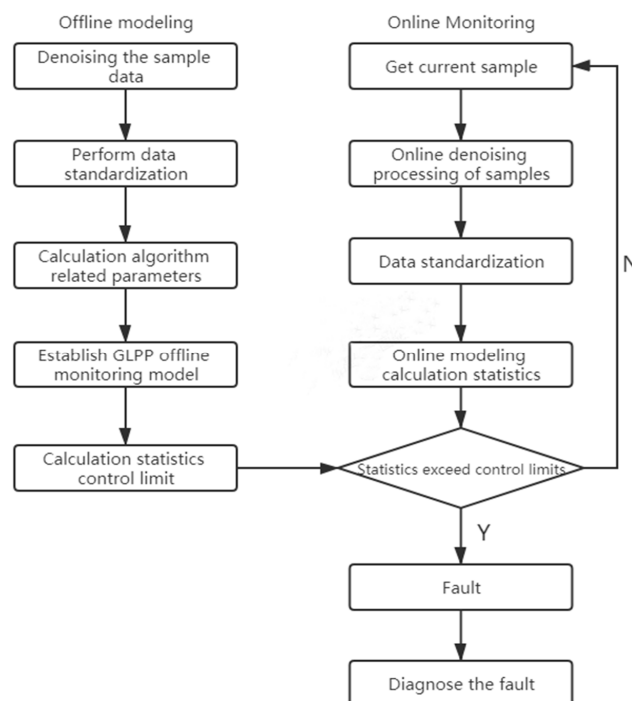 Offline modeling
Denoising the sample
data
Perform data
standardization
Calculation algorithm
related parameters
Establish GLPP offline
monitoring model
Calculation statistics
control limit
Online Monitoring
Get current sample
Online denoising
processing of samples
Data standardization
Online modeling
calculation statistics
Statistics exceed control limits
N
Y
Fault
Diagnose the fault